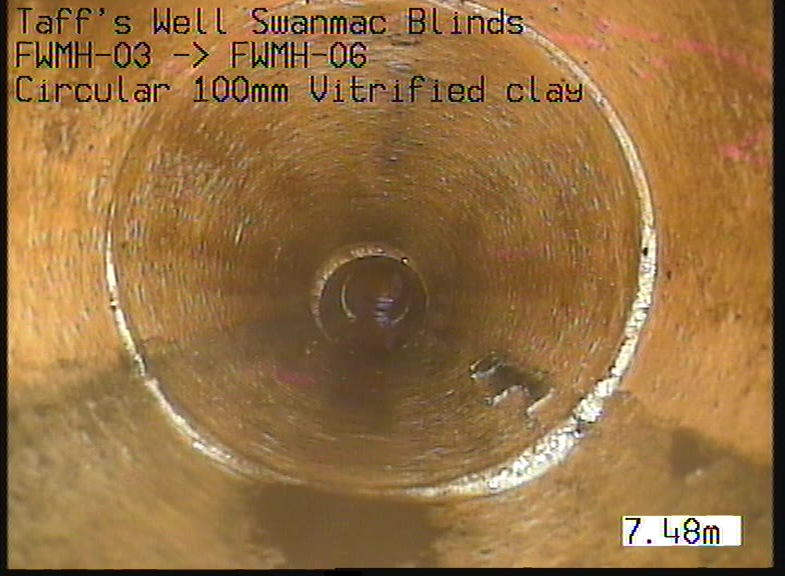 Taff's Well Swanmac Blinds
FWMH-03 -> FWMH-06
Circular 100mm Vitrified clay
7.48m